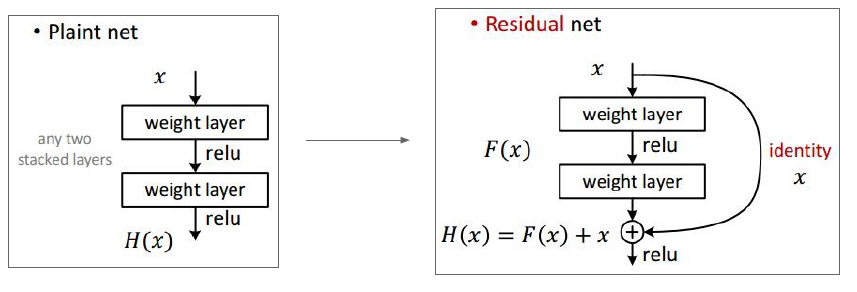 • Plaint net
x
weight layer
any two
stacked layers
relu
weight layer
relu
H(x)
• Residual net
x
weight layer
F(x)
relu
identity
x
weight layer
H(x) = F(x) + x
+
relu